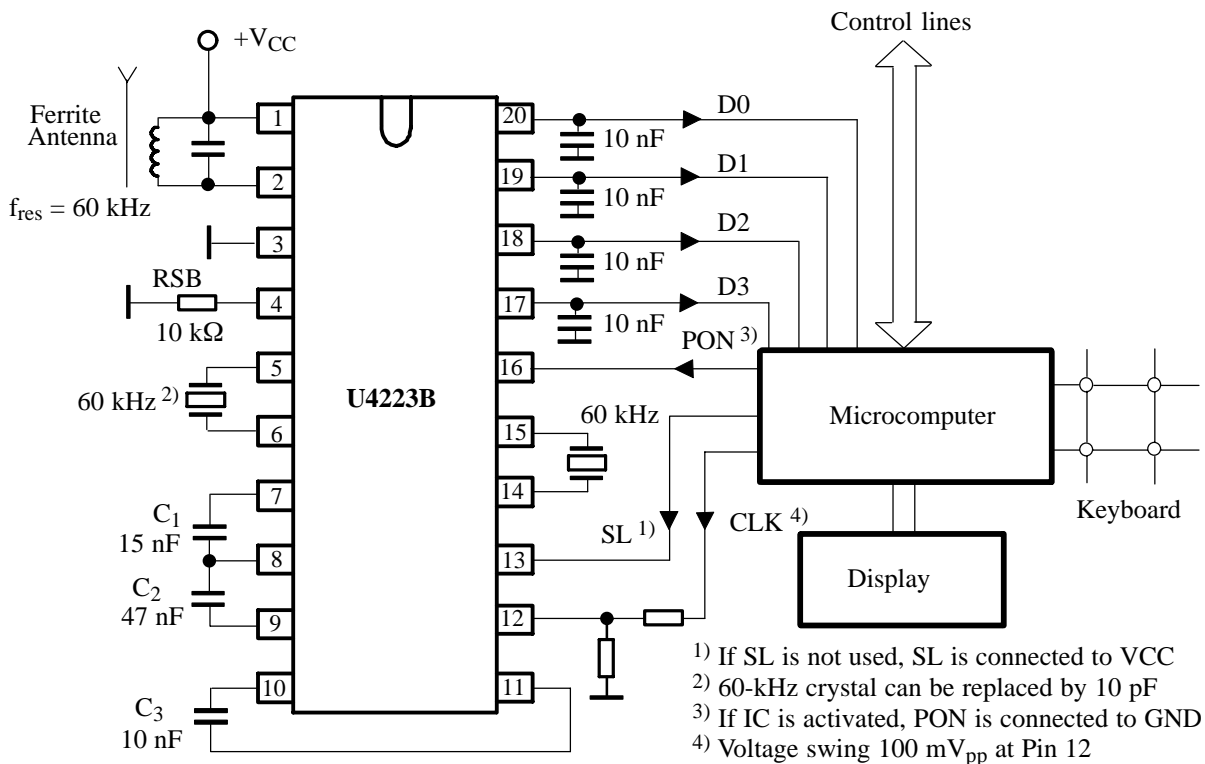 Control lines
+VCC
Ferrite
Antenna
fres = 60 kHz
RSB
10 kΩ
60 kHz 2)
C1
15 nF
C2
47 nF
C3
10 nF
1
2
3
4
5
6
7
8
9
10
U4223B
20
19
18
17
16
15
14
13
12
11
D0
10 nF
D1
10 nF
D2
10 nF
D3
10 nF
PON 3)
60 kHz
SL 1)
CLK 4)
Microcomputer
Keyboard
Display
1) If SL is not used, SL is connected to VCC
2) 60-kHz crystal can be replaced by 10 pF
3) If IC is activated, PON is connected to GND
4) Voltage swing 100 mVpp at Pin 12